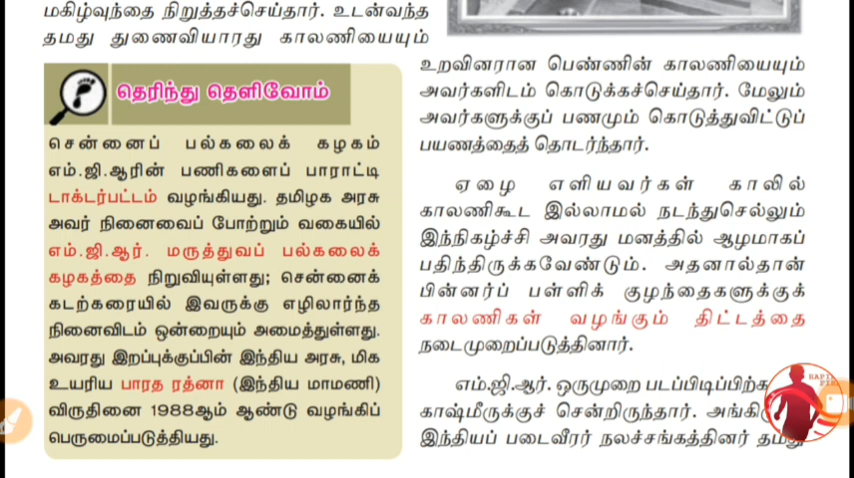 மகிழ்வுந்தை நிறுத்தச்செய்தார். உடன்வந்த
தமது துணைவியாரது காலணியையும்
தெரிந்து தெளிவோம்
சென்னைப் பல்கலைக் கழகம்
எம்.ஜி.ஆரின் பணிகளைப் பாராட்டி
டாக்டர்பட்டம் வழங்கியது. தமிழக அரசு
அவர் நினைவைப் போற்றும் வகையில்
எம்.ஜி.ஆர். மருத்துவப் பல்கலைக்
கழகத்தை நிறுவியுள்ளது; சென்னைக்
கடற்கரையில் இவருக்கு எழிலார்ந்த
நினைவிடம் ஒன்றையும் அமைத்துள்ளது.
அவரது இறப்புக்குப்பின் இந்திய அரசு, மிக
உயரிய பாரத ரத்னா (இந்திய மாமணி)
விருதினை 1988ஆம் ஆண்டு வழங்கிப்
பெருமைப்படுத்தியது.
உறவினரான பெண்ணின் காலணியையும்
அவர்களிடம் கொடுக்கச்செய்தார். மேலும்
அவர்களுக்குப் பணமும் கொடுத்துவிட்டுப்
பயணத்தைத் தொடர்ந்தார்.
ஏழை எளியவர்கள் காலில்
காலணிகூட இல்லாமல் நடந்துசெல்லும்
இந்நிகழ்ச்சி அவரது மனத்தில் ஆழமாகப்
பதிந்திருக்கவேண்டும். அதனால்தான்
பின்னர்ப் பள்ளிக் குழந்தைகளுக்குக்
காலணிகள் வழங்கும் திட்டத்தை
நடைமுறைப்படுத்தினார்.
எம்.ஜி.ஆர். ஒருமுறை படப்பிடிப்பிற்க
காஷ்மீருக்குச் சென்றிருந்தார்.
இந்தியப் படைவீரர் நலச்சங்கத்தினர் தமது